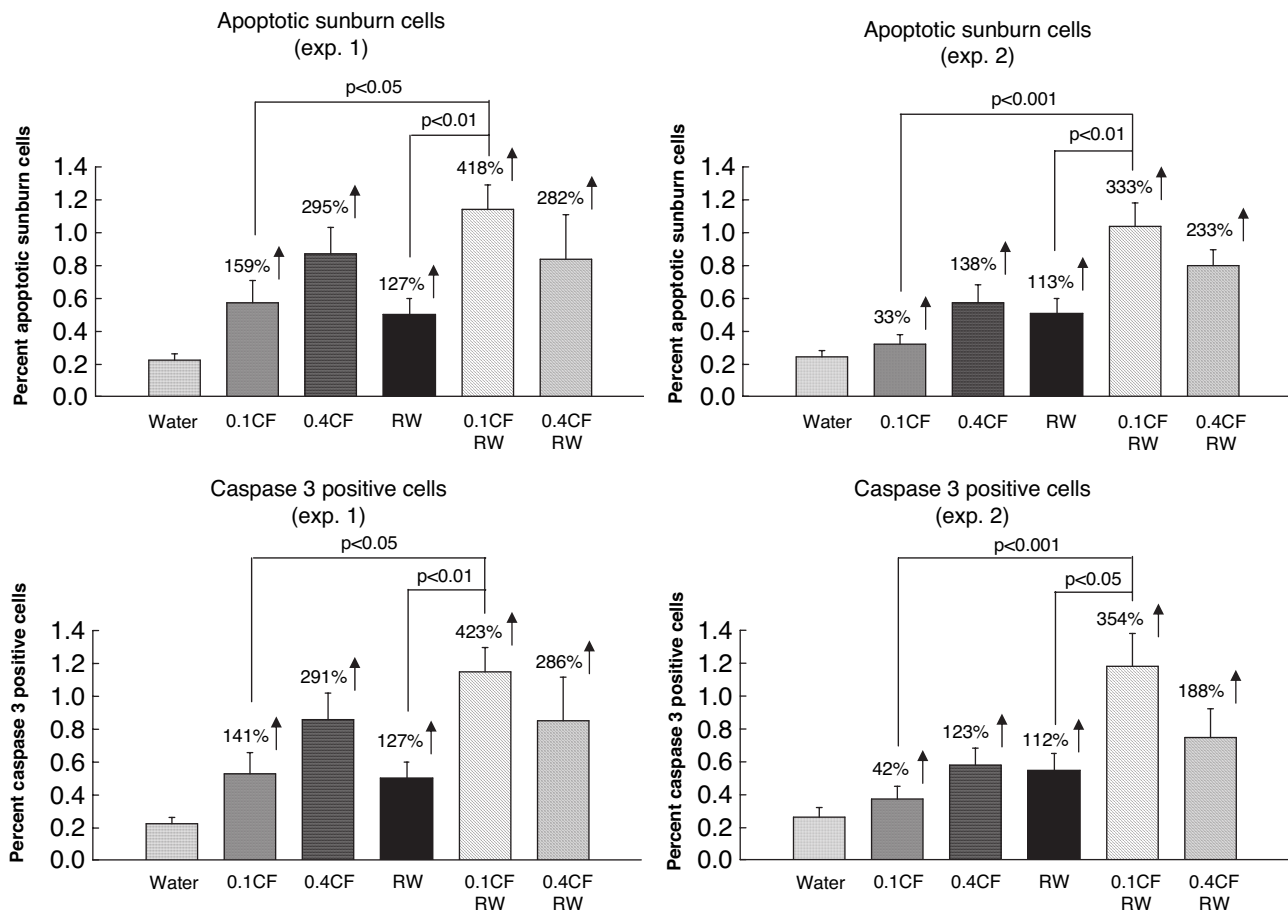 Apoptotic sunburn cells
(exp. 1)
p<0.05
p<0.01
418%
295%
282%
159%
127%
Percent apoptotic sunburn cells
1.4
1.2
1.0
0.8
0.6
0.4
0.2
0.0
Water
0.1CF
0.4CF
RW
0.1CF
RW
0.4CF
RW
Apoptotic sunburn cells
(exp. 2)
p<0.001
p<0.01
333%
233%
138%
113%
33%
Percent apoptotic sunburn cells
1.4
1.2
1.0
0.8
0.6
0.4
0.2
0.0
Water
0.1CF
0.4CF
RW
0.1CF
RW
0.4CF
RW
Caspase 3 positive cells
(exp. 1)
p<0.05
p<0.01
423%
291%
286%
141%
127%
Percent caspase 3 positive cells
1.4
1.2
1.0
0.8
0.6
0.4
0.2
0.0
Water
0.1CF
0.4CF
RW
0.1CF
RW
0.4CF
RW
Caspase 3 positive cells
(exp. 2)
p<0.001
p<0.05
354%
188%
123%
112%
42%
Percent caspase 3 positive cells
1.4
1.2
1.0
0.8
0.6
0.4
0.2
0.0
Water
0.1CF
0.4CF
RW
0.1CF
RW
0.4CF
RW